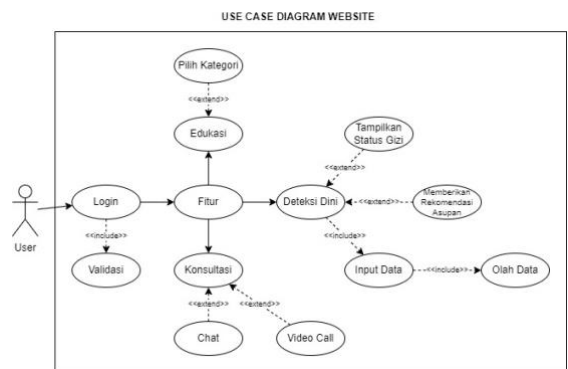 USE CASE DIAGRAM WEBSITE
Pilih Kategori
<<extend>>
Edukasi
Tampilkan
Status Gizi
<<extend>>
User
Login
Fitur
Deteksi Dini
<<extend>>
Memberikan
Rekomendasi
Asupan
<<include>>
<<include>>
Validasi
Konsultasi
Input Data
<<include>>
Olah Data
<<extend>>
<<extend>>
Chat
Video Call